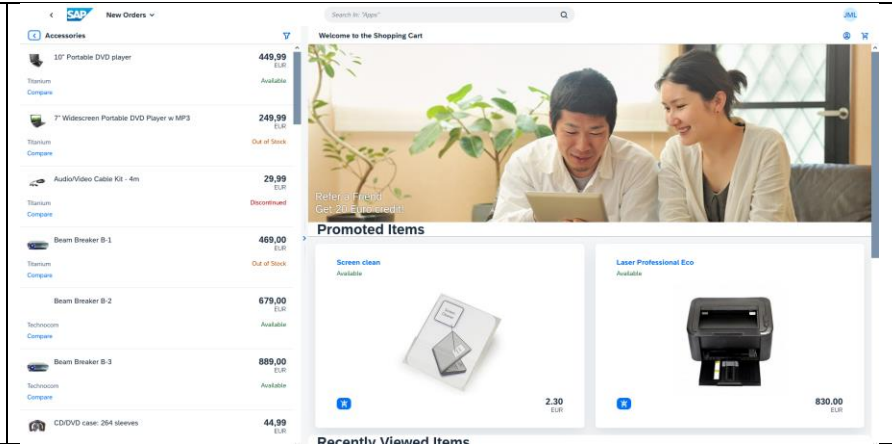 SAP New Orders Search In: "Apps" JML
Accessories
Welcome to the Shopping Cart
10" Portable DVD player 449,99
EUR
Titanium Available
Compare
7" Widescreen Portable DVD Player w MP3 249,99
EUR
Titanium Out of Stock
Compare
Audio/Video Cable Kit - 4m 29,99
EUR
Titanium Discontinued
Compare
Beam Breaker B-1 469,00
EUR
Titanium Out of Stock
Compare
Beam Breaker B-2 679,00
EUR
Technocom Available
Compare
Beam Breaker B-3 889,00
EUR
Technocom Available
Compare
CD/DVD case: 264 sleeves 44,99
EUR
Refer a Friend
Get 20 Euro credit!
Promoted Items
Screen clean
Available
2.30
EUR
Laser Professional Eco
Available
830.00
EUR
Recently Viewed Items